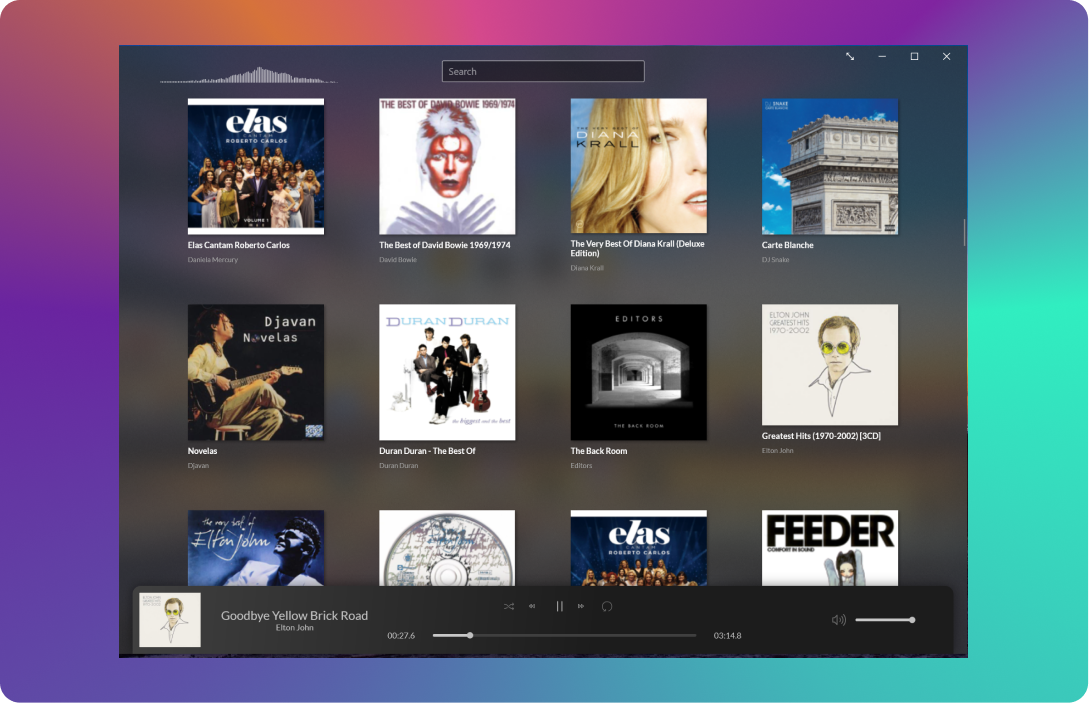 Search
elas
CANTAM
ROBERTO CARLOS
VOLUME 1
THE BEST OF DAVID BOWIE 1969/1974
THE VERY BEST OF
DIANA
KRALL
DJ SNAKE
CARTE BLANCHE
Elas Cantam Roberto Carlos
Daniela Mercury
The Best of David Bowie 1969/1974
David Bowie
The Very Best Of Diana Krall (Deluxe
Edition)
Diana Krall
Carte Blanche
DJ Snake
Djavan
Novelas
DURAN DURAN
the biggest and the best
EDITORS
THE BACK ROOM
ELTON JOHN
GREATEST HITS
1970-2002
Novelas
Djavan
Duran Duran - The Best Of
Duran Duran
The Back Room
Editors
Greatest Hits (1970-2002) [3CD]
Elton John
the very best of
Elton John
elas
CANTAM
ROBERTO CARLOS
FEEDER
COMFORT IN SOUND
Goodbye Yellow Brick Road
Elton John
00:27.6
03:14.8